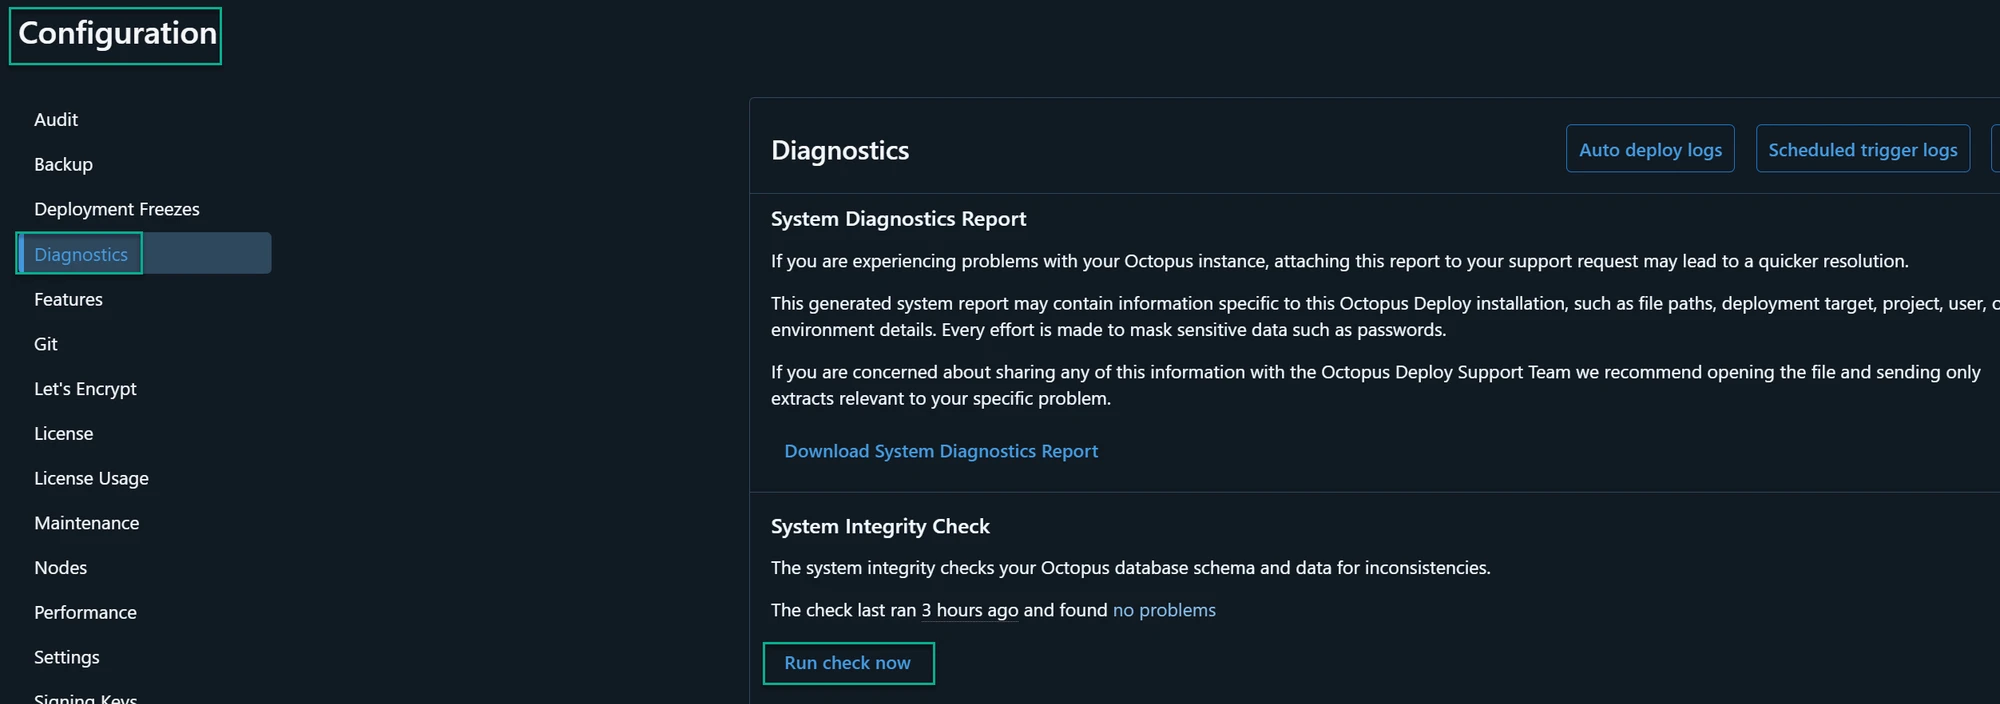 Configuration
Audit
Backup
Deployment Freezes
Diagnostics
Features
Git
Let's Encrypt
License
License Usage
Maintenance
Nodes
Performance
Settings
Signing Keys
Diagnostics
Auto deploy logs
Scheduled trigger logs
System Diagnostics Report
If you are experiencing problems with your Octopus instance, attaching this report to your support request may lead to a quicker resolution.
This generated system report may contain information specific to this Octopus Deploy installation, such as file paths, deployment target, project, user,
environment details. Every effort is made to mask sensitive data such as passwords.
If you are concerned about sharing any of this information with the Octopus Deploy Support Team we recommend opening the file and sending only
extracts relevant to your specific problem.
Download System Diagnostics Report
System Integrity Check
The system integrity checks your Octopus database schema and data for inconsistencies.
The check last ran 3 hours ago and found no problems
Run check now